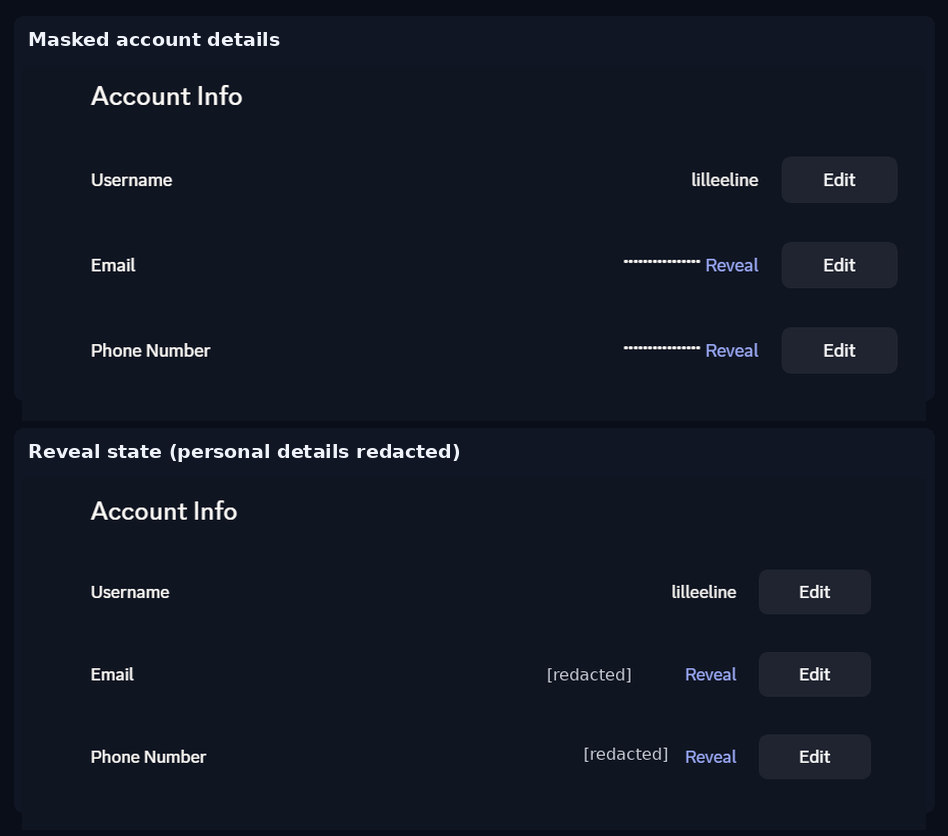 Masked account details
Account Info
Username lilleeline Edit
Email •••••••••••••••• Reveal Edit
Phone Number •••••••••••••••• Reveal Edit
Reveal state (personal details redacted)
Account Info
Username lilleeline Edit
Email [redacted] Reveal Edit
Phone Number [redacted] Reveal Edit